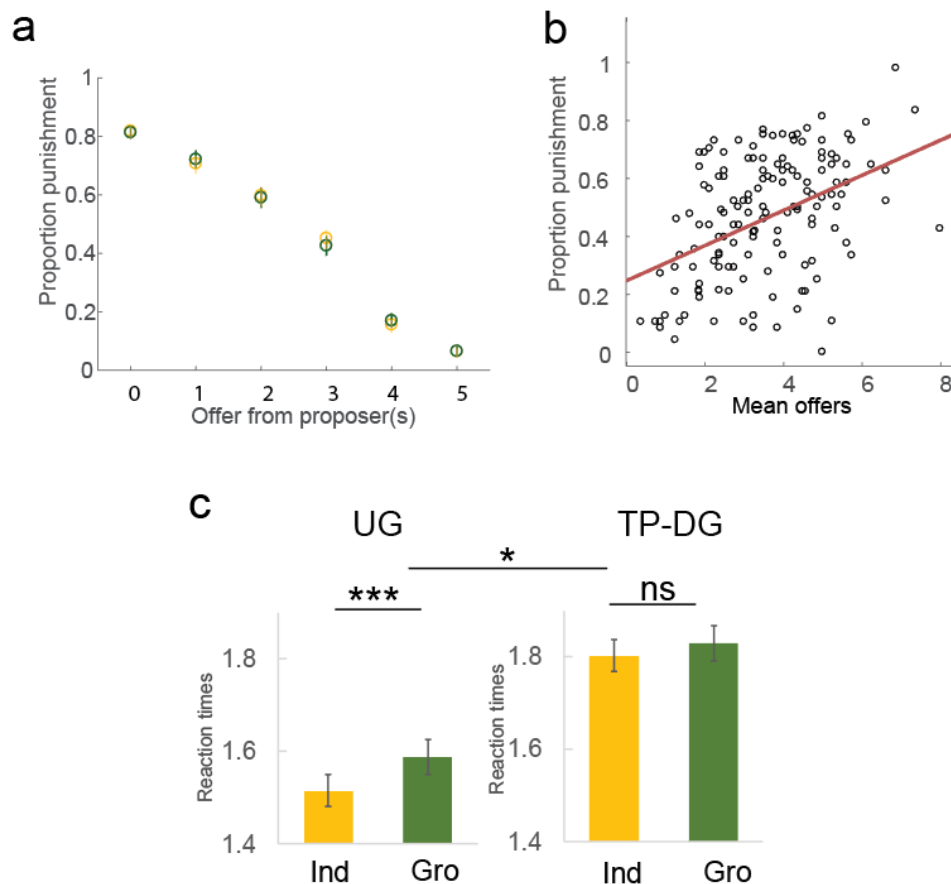 a
Proportion punishment
1
0.8
0.6
0.4
0.2
0
0 1 2 3 4 5
Offer from proposer(s)
b
Proprtion punishment
1
0.8
0.6
0.4
0.2
0
0 2 4 6 8
Mean offers
c
UG
TP-DG
*
***
ns
Reaction times
1.8
1.6
1.4
Ind Gro
Reaction times
1.8
1.6
1.4
Ind Gro